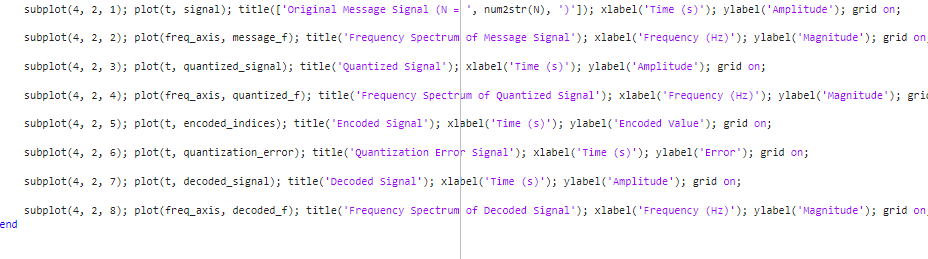 subplot(4, 2, 1); plot(t, signal); title(['Original Message Signal (N = ', num2str(N), ')']); xlabel('Time (s)'); ylabel('Amplitude'); grid on;
subplot(4, 2, 2); plot(freq_axis, message_f); title('Frequency Spectrum of Message Signal'); xlabel('Frequency (Hz)'); ylabel('Magnitude'); grid on;
subplot(4, 2, 3); plot(t, quantized_signal); title('Quantized Signal'); xlabel('Time (s)'); ylabel('Amplitude'); grid on;
subplot(4, 2, 4); plot(freq_axis, quantized_f); title('Frequency Spectrum of Quantized Signal'); xlabel('Frequency (Hz)'); ylabel('Magnitude'); gri
subplot(4, 2, 5); plot(t, encoded_indices); title('Encoded Signal'); xlabel('Time (s)'); ylabel('Encoded Value'); grid on;
subplot(4, 2, 6); plot(t, quantization_error); title('Quantization Error Signal'); xlabel('Time (s)'); ylabel('Error'); grid on;
subplot(4, 2, 7); plot(t, decoded_signal); title('Decoded Signal'); xlabel('Time (s)'); ylabel('Amplitude'); grid on;
subplot(4, 2, 8); plot(freq_axis, decoded_f); title('Frequency Spectrum of Decoded Signal'); xlabel('Frequency (Hz)'); ylabel('Magnitude'); grid on;
end